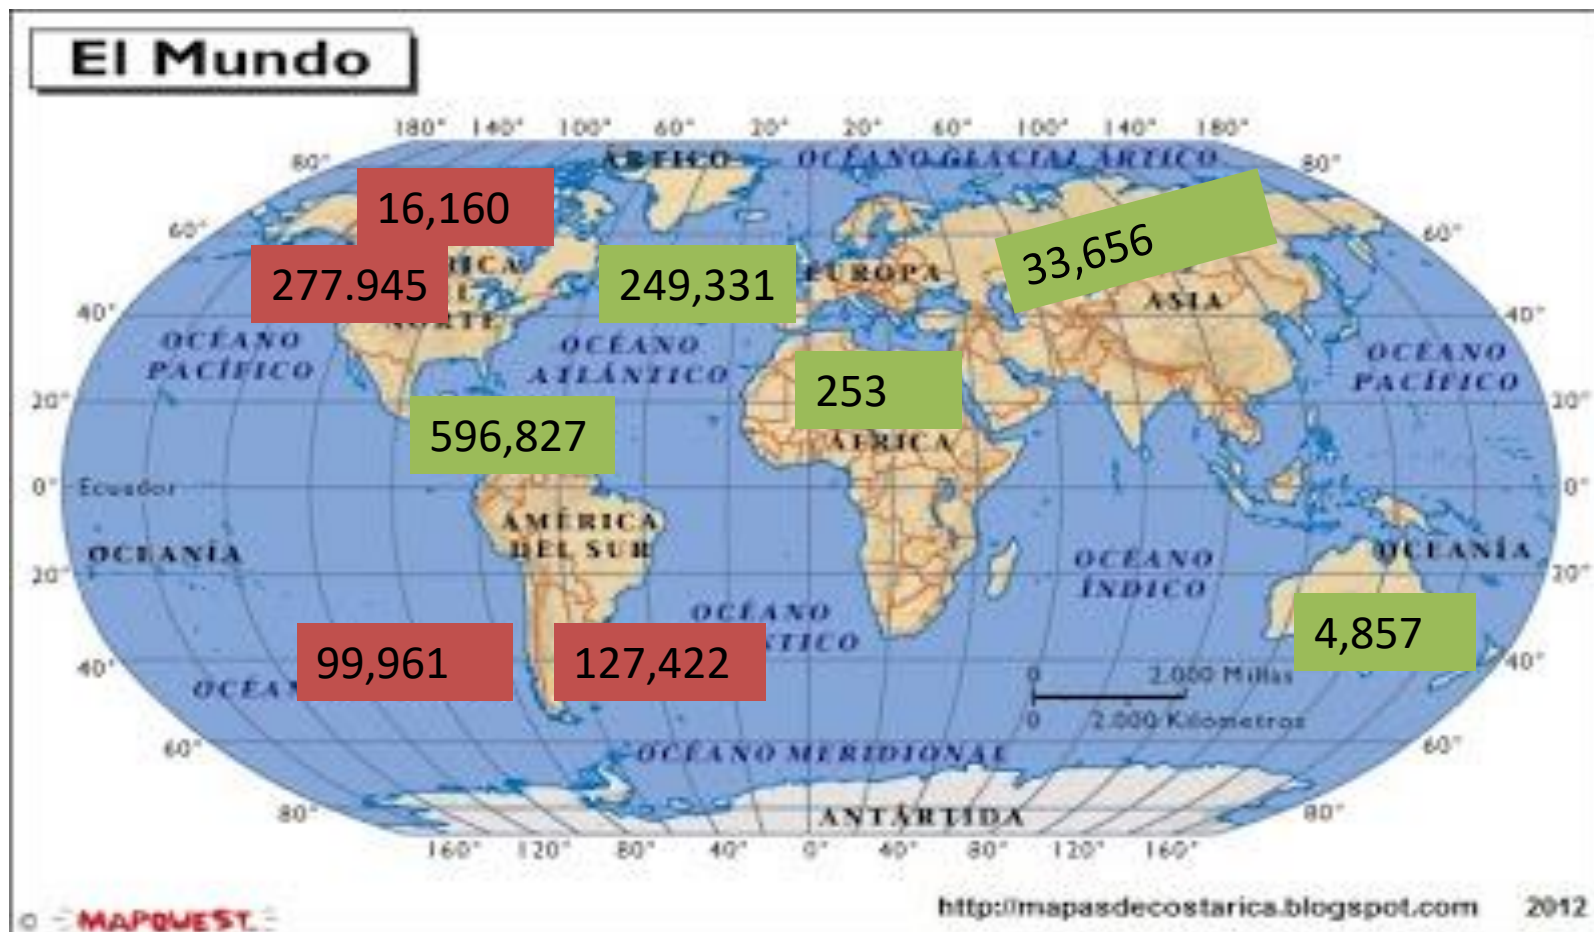 El Mundo
180° 140° 100° 60° 20° 20° 60° 100° 140° 180°
ÁRTICO OCÉANO GLACIAL ÁRTICO
80° 80°
16,160
60° 60°
33,656
277.945
249,331
EUROPA
ASIA
NORTE
40° 40°
OCÉANO
PACÍFICO
OCÉANO
ATLÁNTICO
OCÉANO
PACÍFICO
253
20° 20°
596,827
ÁFRICA
0° Ecuador 0°
AMÉRICA
DEL SUR
OCEANÍA
OCEANÍA
OCÉANO
ÍNDICO
20° 20°
OCÉANO
4,857
99,961
127,422
40° 40°
0 2.000 Millas
0 2.000 Kilómetros
60° 60°
OCÉANO MERIDIONAL
80° 80°
ANTÁRTIDA
160° 120° 80° 40° 0° 40° 80° 120° 160°
© MAPQUEST
http://mapasdecostarica.blogspot.com 2012